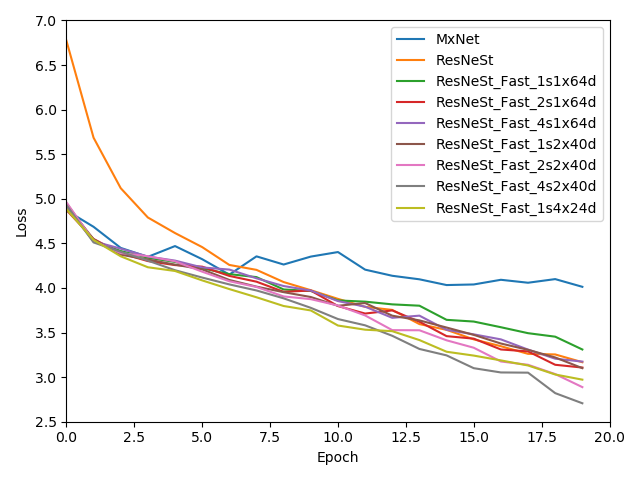 7.0
6.5
6.0
5.5
5.0
4.5
4.0
3.5
3.0
2.5
Loss
MxNet
ResNeSt
ResNeSt_Fast_1s1x64d
ResNeSt_Fast_2s1x64d
ResNeSt_Fast_4s1x64d
ResNeSt_Fast_1s2x40d
ResNeSt_Fast_2s2x40d
ResNeSt_Fast_4s2x40d
ResNeSt_Fast_1s4x24d
0.0 2.5 5.0 7.5 10.0 12.5 15.0 17.5 20.0
Epoch